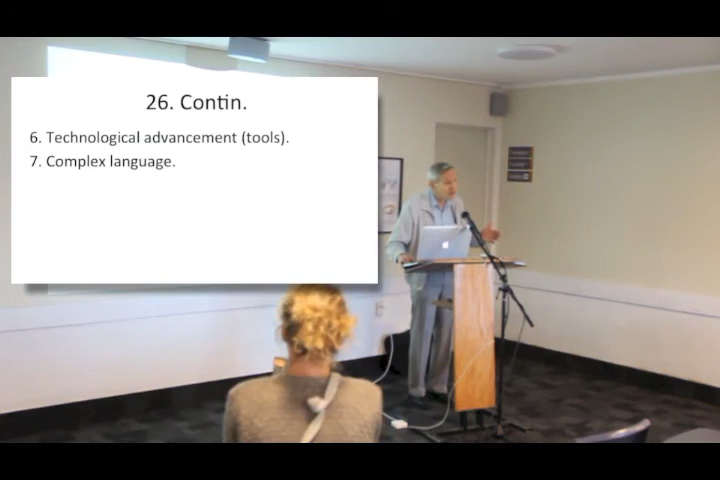 26. Contin.
6. Technological advancement (tools).
7. Complex language.